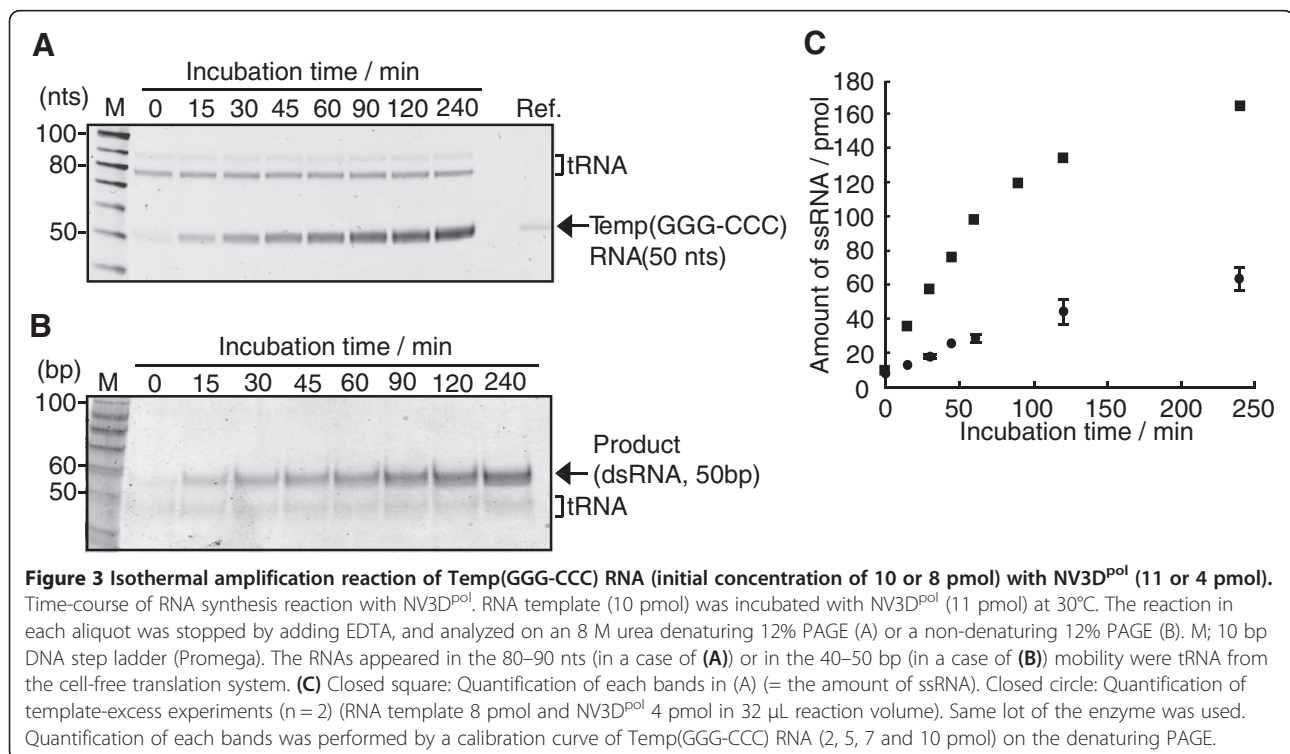 A
Incubation time / min
(nts) M 0 15 30 45 60 90 120 240 Ref.
100
80
50
tRNA
Temp(GGG-CCC)
RNA(50 nts)
B
Incubation time / min
(bp) M 0 15 30 45 60 90 120 240
100
60
50
Product
(dsRNA, 50bp)
tRNA
C
Amount of ssRNA / pmol
180
160
140
120
100
80
60
40
20
0
0 50 100 150 200 250
Incubation time / min
Figure 3 Isothermal amplification reaction of Temp(GGG-CCC) RNA (initial concentration of 10 or 8 pmol) with NV3Dpol (11 or 4 pmol).
Time-course of RNA synthesis reaction with NV3Dpol. RNA template (10 pmol) was incubated with NV3Dpol (11 pmol) at 30°C. The reaction in
each aliquot was stopped by adding EDTA, and analyzed on an 8 M urea denaturing 12% PAGE (A) or a non-denaturing 12% PAGE (B). M; 10 bp
DNA step ladder (Promega). The RNAs appeared in the 80–90 nts (in a case of (A)) or in the 40–50 bp (in a case of (B)) mobility were tRNA from
the cell-free translation system. (C) Closed square: Quantification of each bands in (A) (= the amount of ssRNA). Closed circle: Quantification of
template-excess experiments (n = 2) (RNA template 8 pmol and NV3Dpol 4 pmol in 32 μL reaction volume). Same lot of the enzyme was used.
Quantification of each bands was performed by a calibration curve of Temp(GGG-CCC) RNA (2, 5, 7 and 10 pmol) on the denaturing PAGE.